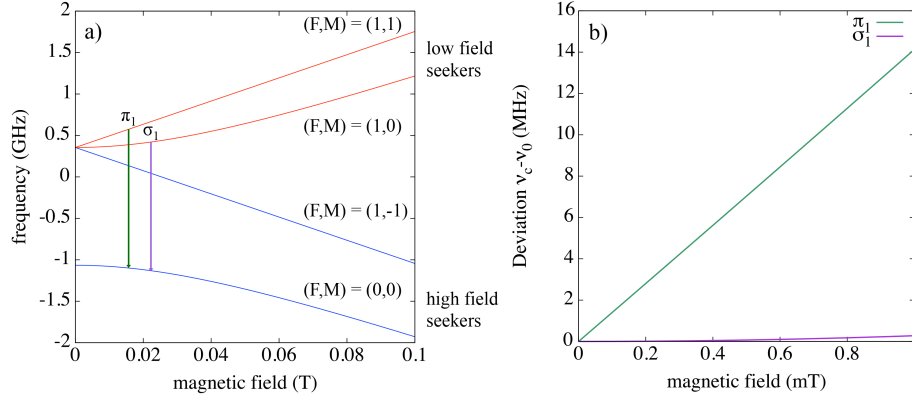 a)
2
1.5
1
0.5
0
-0.5
-1
-1.5
-2
frequency (GHz)
(F,M) = (1,1)
low field
seekers
π1
σ1
(F,M) = (1,0)
(F,M) = (1,-1)
(F,M) = (0,0)
high field
seekers
0
0.02
0.04
0.06
0.08
0.1
magnetic field (T)
b)
π1
σ1
16
14
12
10
8
6
4
2
0
Deviation νc-ν0 (MHz)
0
0.2
0.4
0.6
0.8
magnetic field (mT)